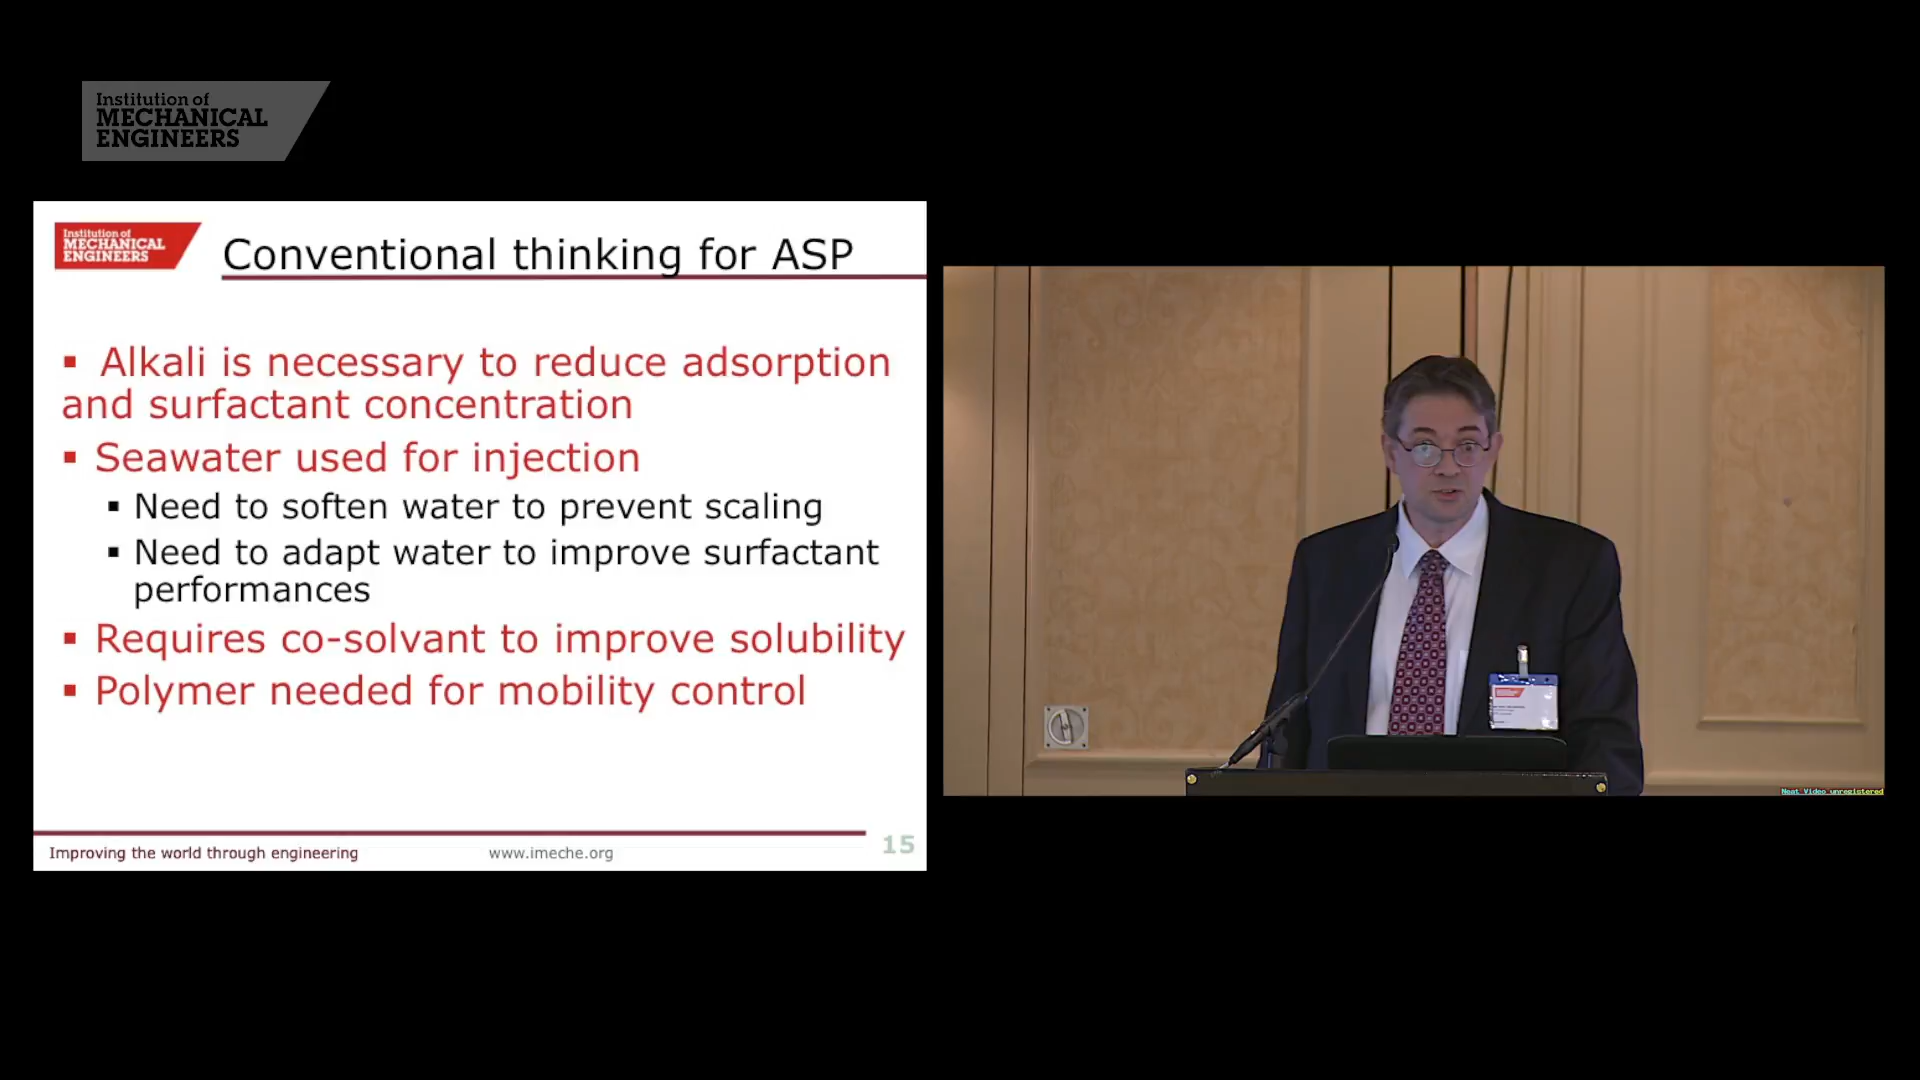 Institution of
MECHANICAL
ENGINEERS
Institution of
MECHANICAL
ENGINEERS
Conventional thinking for ASP
▪ Alkali is necessary to reduce adsorption
and surfactant concentration
▪ Seawater used for injection
▪ Need to soften water to prevent scaling
▪ Need to adapt water to improve surfactant
performances
▪ Requires co-solvant to improve solubility
▪ Polymer needed for mobility control
Improving the world through engineering
www.imeche.org
15
Neat Video unregistered